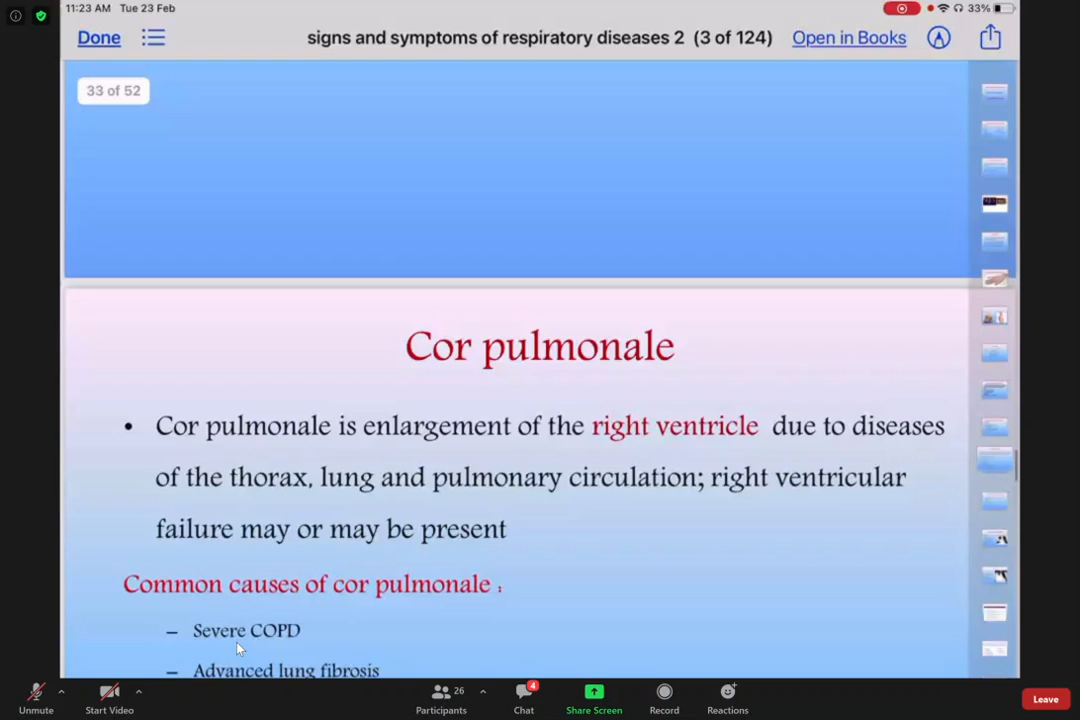 11:23 AM Tue 23 Feb 33%
Done signs and symptoms of respiratory diseases 2 (3 of 124) Open in Books
33 of 52
Cor pulmonale
• Cor pulmonale is enlargement of the right ventricle due to diseases
of the thorax, lung and pulmonary circulation; right ventricular
failure may or may be present
Common causes of cor pulmonale :
– Severe COPD
– Advanced lung fibrosis
26 4
Unmute Start Video Participants Chat Share Screen Record Reactions Leave